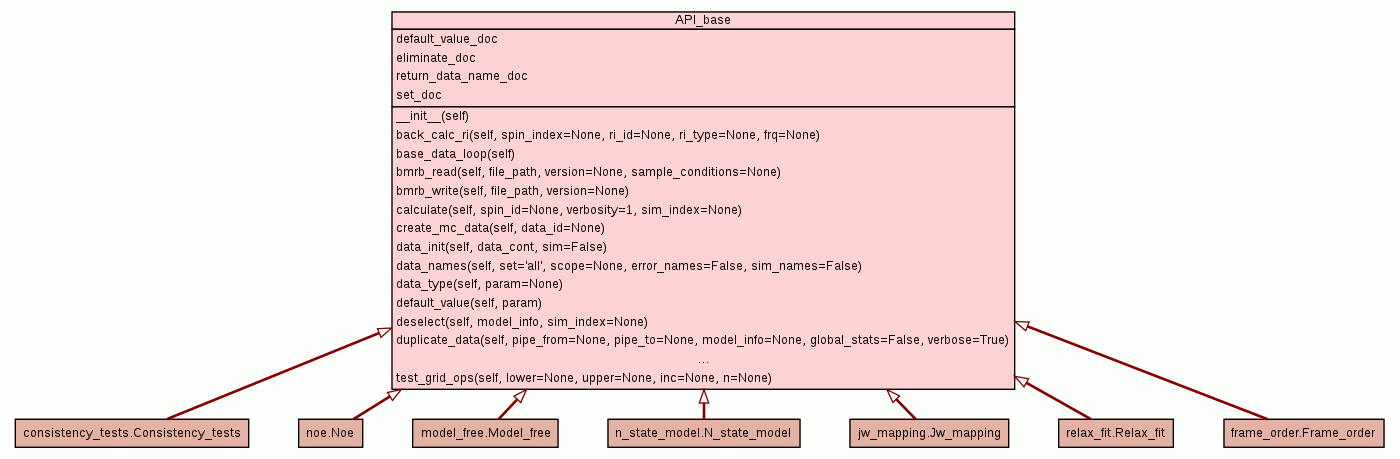 API_base
default_value_doc
eliminate_doc
return_data_name_doc
set_doc
__init__(self)
back_calc_ri(self, spin_index=None, ri_id=None, ri_type=None, frq=None)
base_data_loop(self)
bmrb_read(self, file_path, version=None, sample_conditions=None)
bmrb_write(self, file_path, version=None)
calculate(self, spin_id=None, verbosity=1, sim_index=None)
create_mc_data(self, data_id=None)
data_init(self, data_cont, sim=False)
data_names(self, set='all', scope=None, error_names=False, sim_names=False)
data_type(self, param=None)
default_value(self, param)
deselect(self, model_info, sim_index=None)
duplicate_data(self, pipe_from=None, pipe_to=None, model_info=None, global_stats=False, verbose=True)
...
test_grid_ops(self, lower=None, upper=None, inc=None, n=None)
consistency_tests.Consistency_tests
noe.Noe
model_free.Model_free
n_state_model.N_state_model
jw_mapping.Jw_mapping
relax_fit.Relax_fit
frame_order.Frame_order